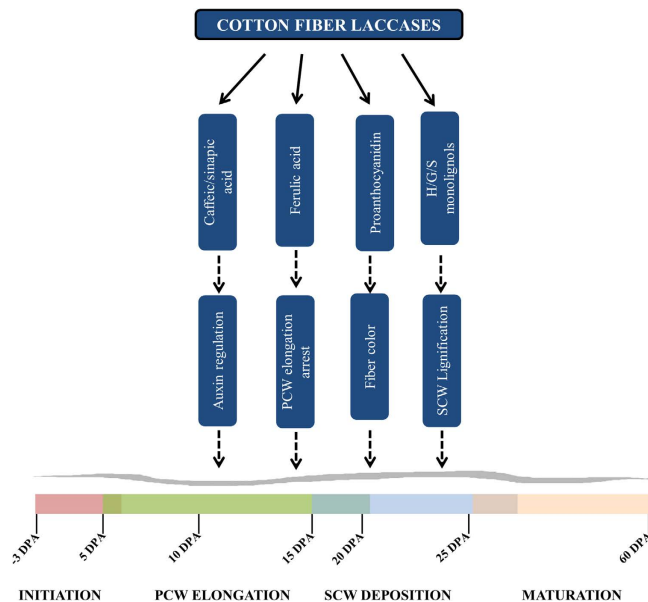 COTTON FIBER LACCASES
Caffeic/sinapic
acid
Ferulic acid
Proanthocyanidin
H/G/S
monolignols
Auxin regulation
PCW elongation
arrest
Fiber color
SCW Lignification
-3 DPA
5 DPA
10 DPA
15 DPA
20 DPA
25 DPA
60 DPA
INITIATION
PCW ELONGATION
SCW DEPOSITION
MATURATION